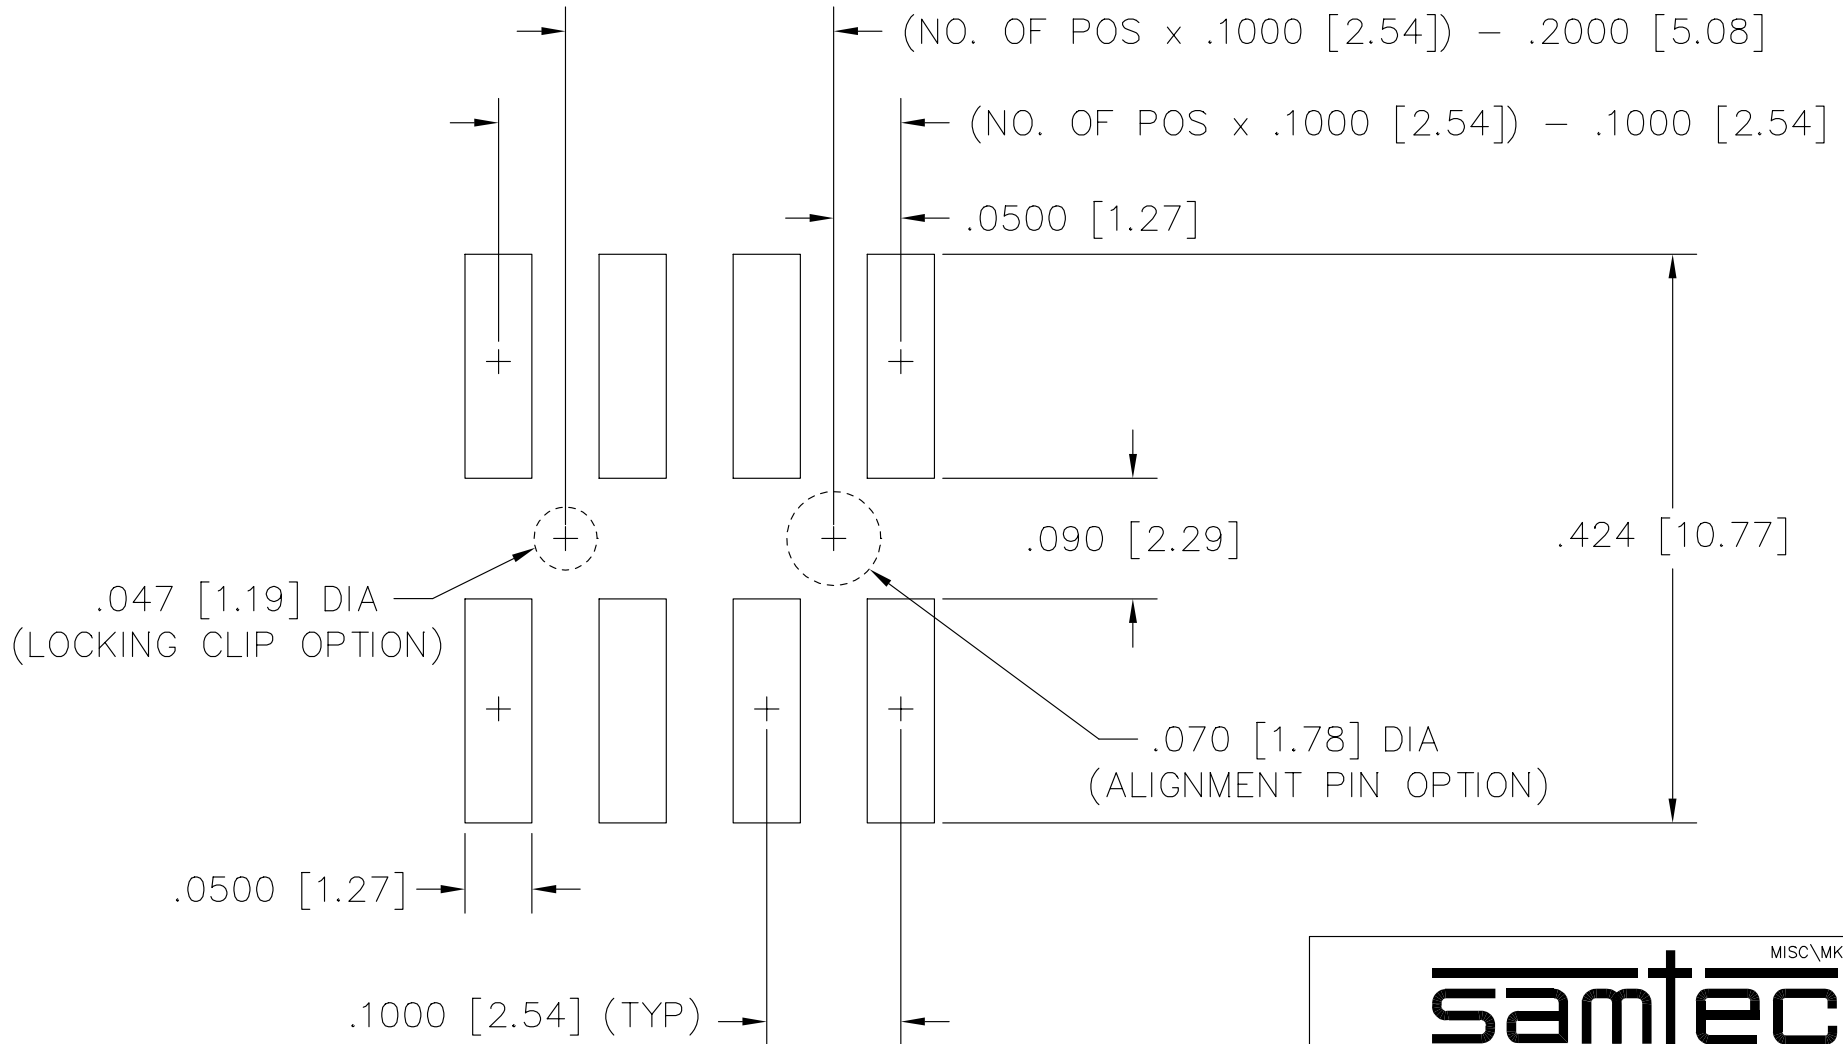 (NO. OF POS x .1000 [2.54]) − .2000 [5.08]
(NO. OF POS x .1000 [2.54]) − .1000 [2.54]
.0500 [1.27]
.090 [2.29]
.424 [10.77]
.047 [1.19] DIA
(LOCKING CLIP OPTION)
.070 [1.78] DIA
(ALIGNMENT PIN OPTION)
.0500 [1.27]
.1000 [2.54] (TYP)
MISC\MK
samtec